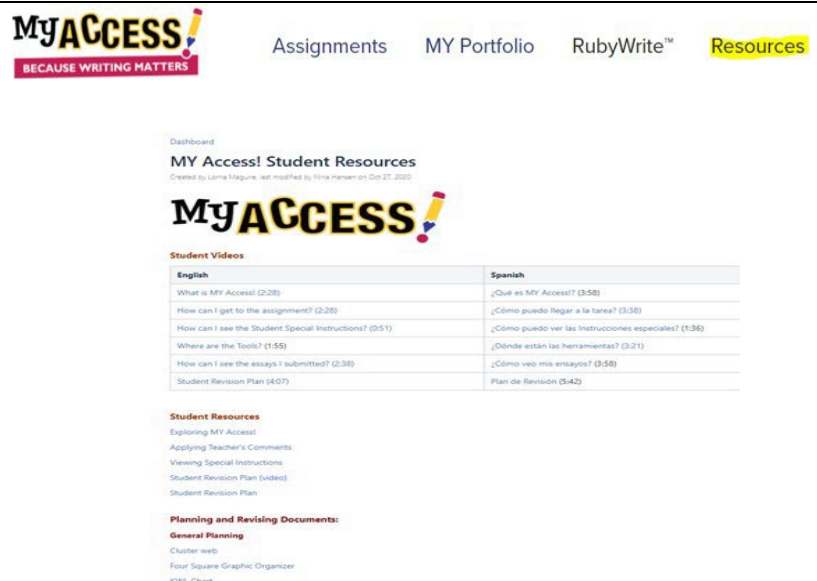 MY ACCESS!
BECAUSE WRITING MATTERS
Assignments MY Portfolio RubyWrite™ Resources
Dashboard
MY Access! Student Resources
Created by Lorna Maguire, last modified by Nina Hansen on Oct 27, 2020
MY ACCESS!
Student Videos
English Spanish
What is MY Access! (2:28) ¿Qué es MY Access!? (3:58)
How can I get to the assignment? (2:28) ¿Cómo puedo llegar a la tarea? (3:38)
How can I see the Student Special Instructions? (0:51) ¿Cómo puedo ver las Instrucciones especiales? (1:36)
Where are the Tools? (1:55) ¿Dónde están las herramientas? (3:21)
How can I see the essays I submitted? (2:38) ¿Cómo veo mis ensayos? (3:58)
Student Revision Plan (4:07) Plan de Revisión (5:42)
Student Resources
Exploring MY Access!
Applying Teacher's Comments
Viewing Special Instructions
Student Revision Plan (video)
Student Revision Plan
Planning and Revising Documents:
General Planning
Cluster web
Four Square Graphic Organizer